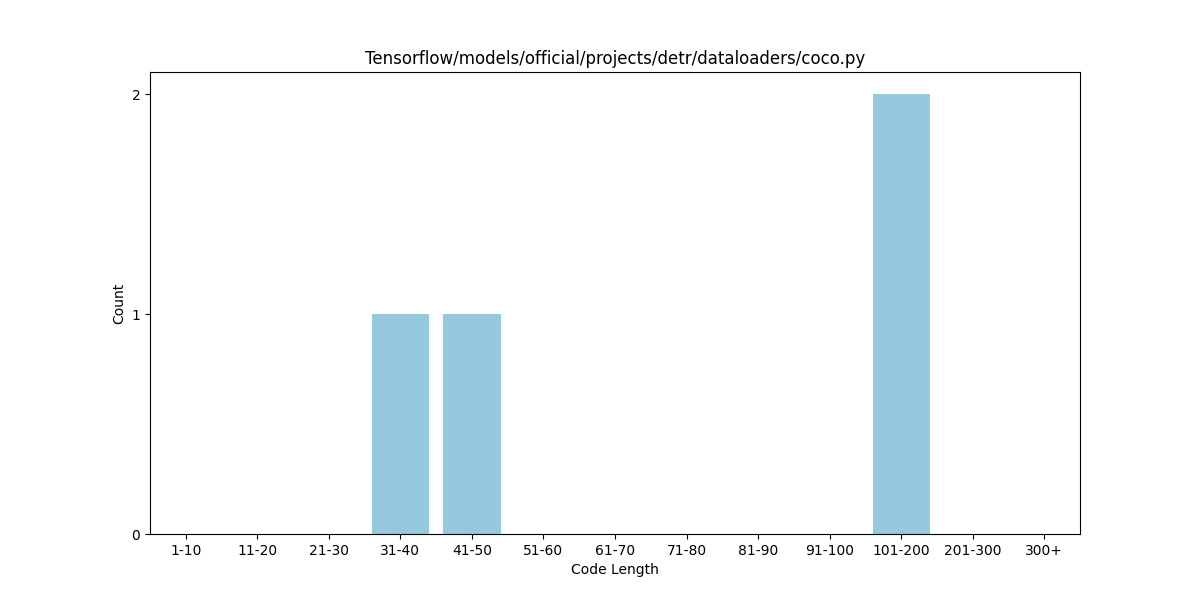 Tensorflow/models/official/projects/detr/dataloaders/coco.py
2
1
0
Count
1-10 11-20 21-30 31-40 41-50 51-60 61-70 71-80 81-90 91-100 101-200 201-300 300+
Code Length